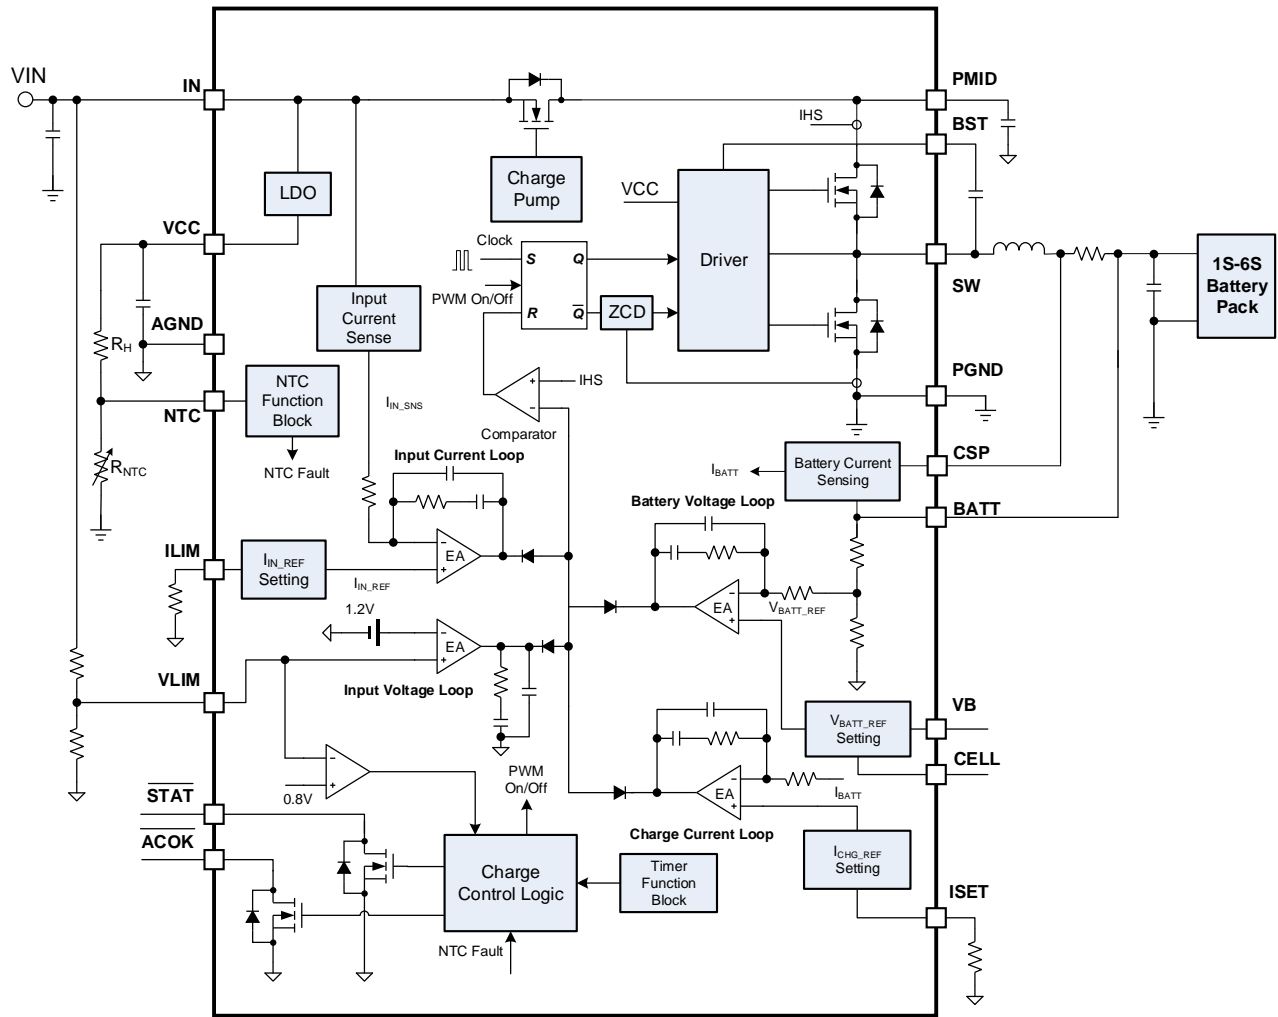 VIN
IN
PMID
IHS
BST
Charge
Pump
LDO
VCC
VCC
Clock
S
Q
Driver
SW
1S-6S
Battery
Pack
PWM On/Off
R
Q̅
ZCD
Input
Current
Sense
AGND
RH
NTC
NTC
Function
Block
IHS
PGND
IIN_SNS
Comparator
NTC Fault
RNTC
Input Current Loop
IBATT
Battery Current
Sensing
CSP
Battery Voltage Loop
BATT
ILIM
IIN_REF
Setting
EA
IIN_REF
1.2V
EA
VBATT_REF
EA
VLIM
Input Voltage Loop
VBATT_REF
Setting
VB
CELL
PWM
On/Off
0.8V
EA
IBATT
STAT
ACOK
Charge Current Loop
ICHG_REF
Setting
Charge
Control Logic
Timer
Function
Block
ISET
NTC Fault